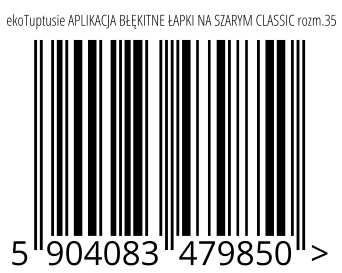 ekoTuptusie APLIKACJA BŁĘKITNE ŁAPKI NA SZARYM CLASSIC rozm.35
5 904083 479850 >